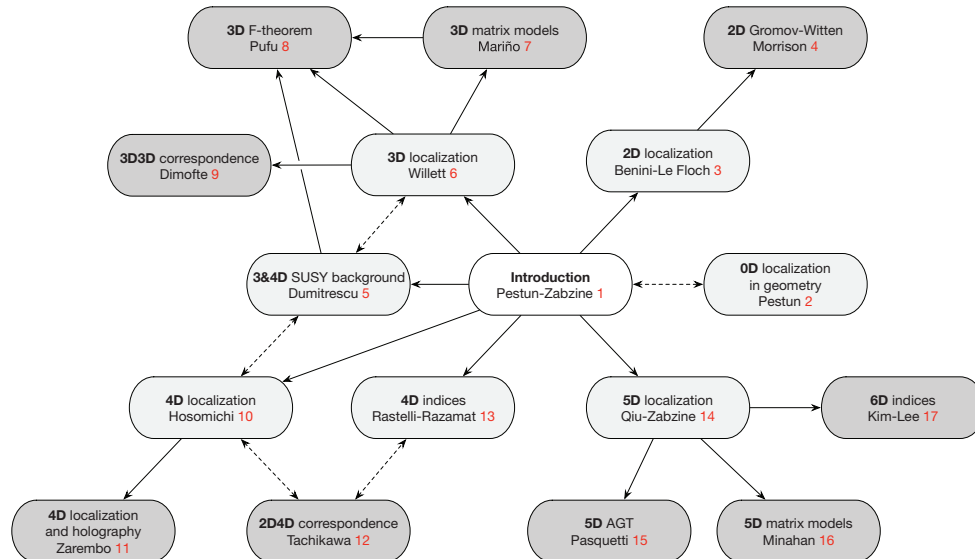 3D F-theorem
Pufu 8
3D matrix models
Mariño 7
2D Gromov-Witten
Morrison 4
3D3D correspondence
Dimofte 9
3D localization
Willett 6
2D localization
Benini-Le Floch 3
3&4D SUSY background
Dumitrescu 5
Introduction
Pestun-Zabzine 1
0D localization
in geometry
Pestun 2
4D localization
Hosomichi 10
4D indices
Rastelli-Razamat 13
5D localization
Qiu-Zabzine 14
6D indices
Kim-Lee 17
4D localization
and holography
Zarembo 11
2D4D correspondence
Tachikawa 12
5D AGT
Pasquetti 15
5D matrix models
Minahan 16